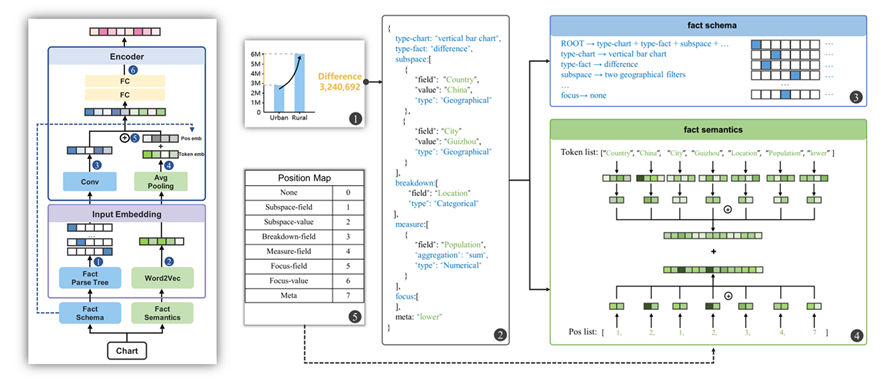 Encoder
6
FC
FC
5
Pos emb
+
Token emb
3
4
Conv
Avg
Pooling
Input Embedding
...
1
2
Fact
Parse Tree
Word2Vec
Fact
Schema
Fact
Semantics
Chart
6M
5M
4M
3M
2M
1M
0
Urban Rural
Difference
3,240,692
1
Position Map
None 0
Subspace-field 1
Subspace-value 2
Breakdown-field 3
Measure-field 4
Focus-field 5
Focus-value 6
Meta 7
5
{
type-chart: "vertical bar chart",
type-fact: "difference",
subspace:[
{
"field": "Country",
"value": "China",
"type": "Geographical"
},
{
"field": "City"
"value": "Guizhou",
"type": "Geographical"
}
],
breakdown:[
"field": "Location"
"type": "Categorical"
],
measure:[
{
"field": "Population",
"aggregation": "sum",
"type": "Numerical"
}
],
focus:[
],
meta: "lower"
}
2
fact schema
ROOT → type-chart + type-fact + subspace + …
type-chart → vertical bar chart
type-fact → difference
subspace → two geographical filters
…
focus→ none
3
fact semantics
Token list: ["Country", "China", "City", "Guizhou", "Location", "Population", "lower" ]
+
Pos list: [ 1, 2, 1, 2, 3, 4, 7 ]
4